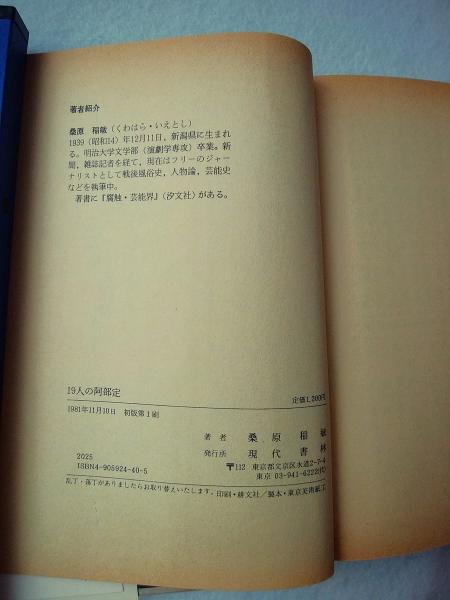 著者紹介
桑原 稲敏(くわはら・いえとし)
1939(昭和14)年12月11日，新潟県に生まれ
る。明治大学文学部(演劇学専攻)卒業。新
聞，雑誌記者を経て，現在はフリーのジャー
ナリストとして戦後風俗史，人物論，芸能史
などを執筆中。
著書に『腐触・芸能界』(汐文社)がある。
19人の阿部定
定価1,200円
1981年11月10日 初版第1刷
著者 桑原稲敏
発行所 現代書林
〒112 東京都文京区水道2-7-4
東京 03-941-6222(代)
2025
ISBN4-905924-40-5
乱丁・落丁がありましたらお取り替えいたします。印刷・耕文社／製本・東京美術紙工